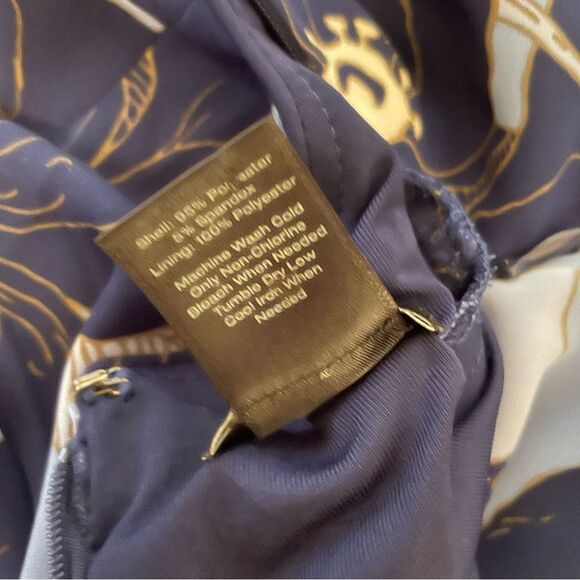 Shell: 95% Polyester
5% Spandex
Lining: 100% Polyester
Machine Wash Cold
Only Non-Chlorine
Bleach When Needed
Tumble Dry Low
Cool Iron When
Needed